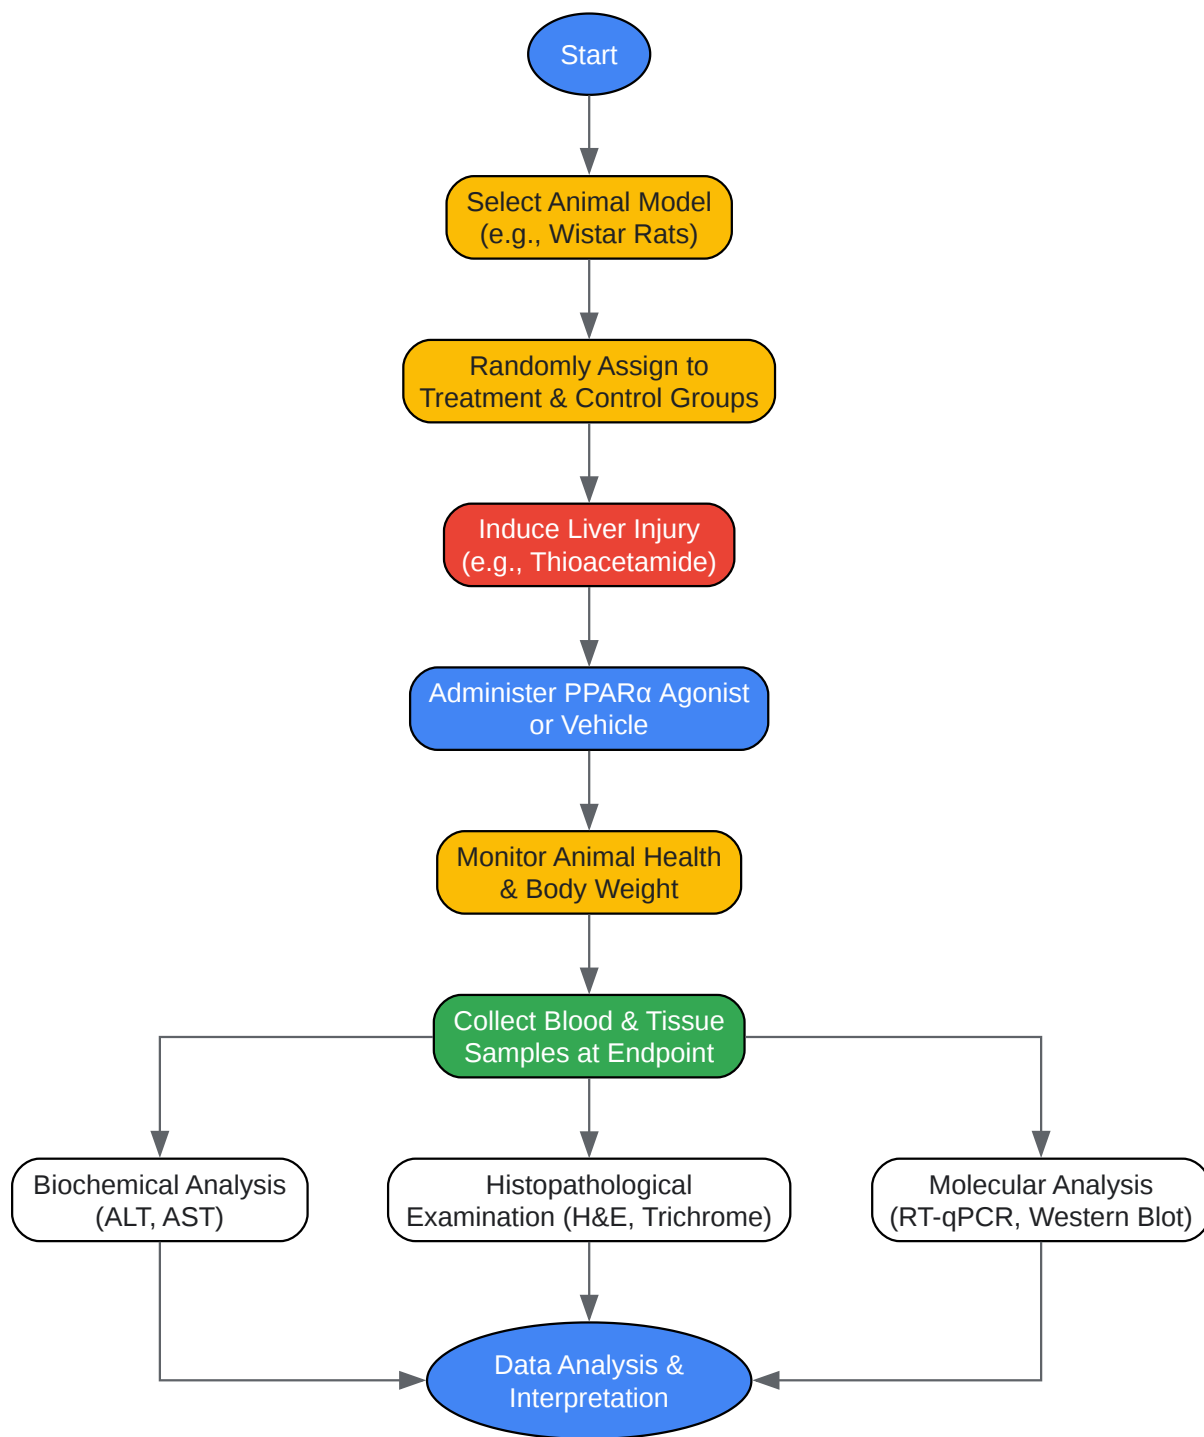 Start
Select Animal Model
(e.g., Wistar Rats)
Randomly Assign to
Treatment & Control Groups
Induce Liver Injury
(e.g., Thioacetamide)
Administer PPARα Agonist
or Vehicle
Monitor Animal Health
& Body Weight
Collect Blood & Tissue
Samples at Endpoint
Biochemical Analysis
(ALT, AST)
Histopathological
Examination (H&E, Trichrome)
Molecular Analysis
(RT-qPCR, Western Blot)
Data Analysis &
Interpretation